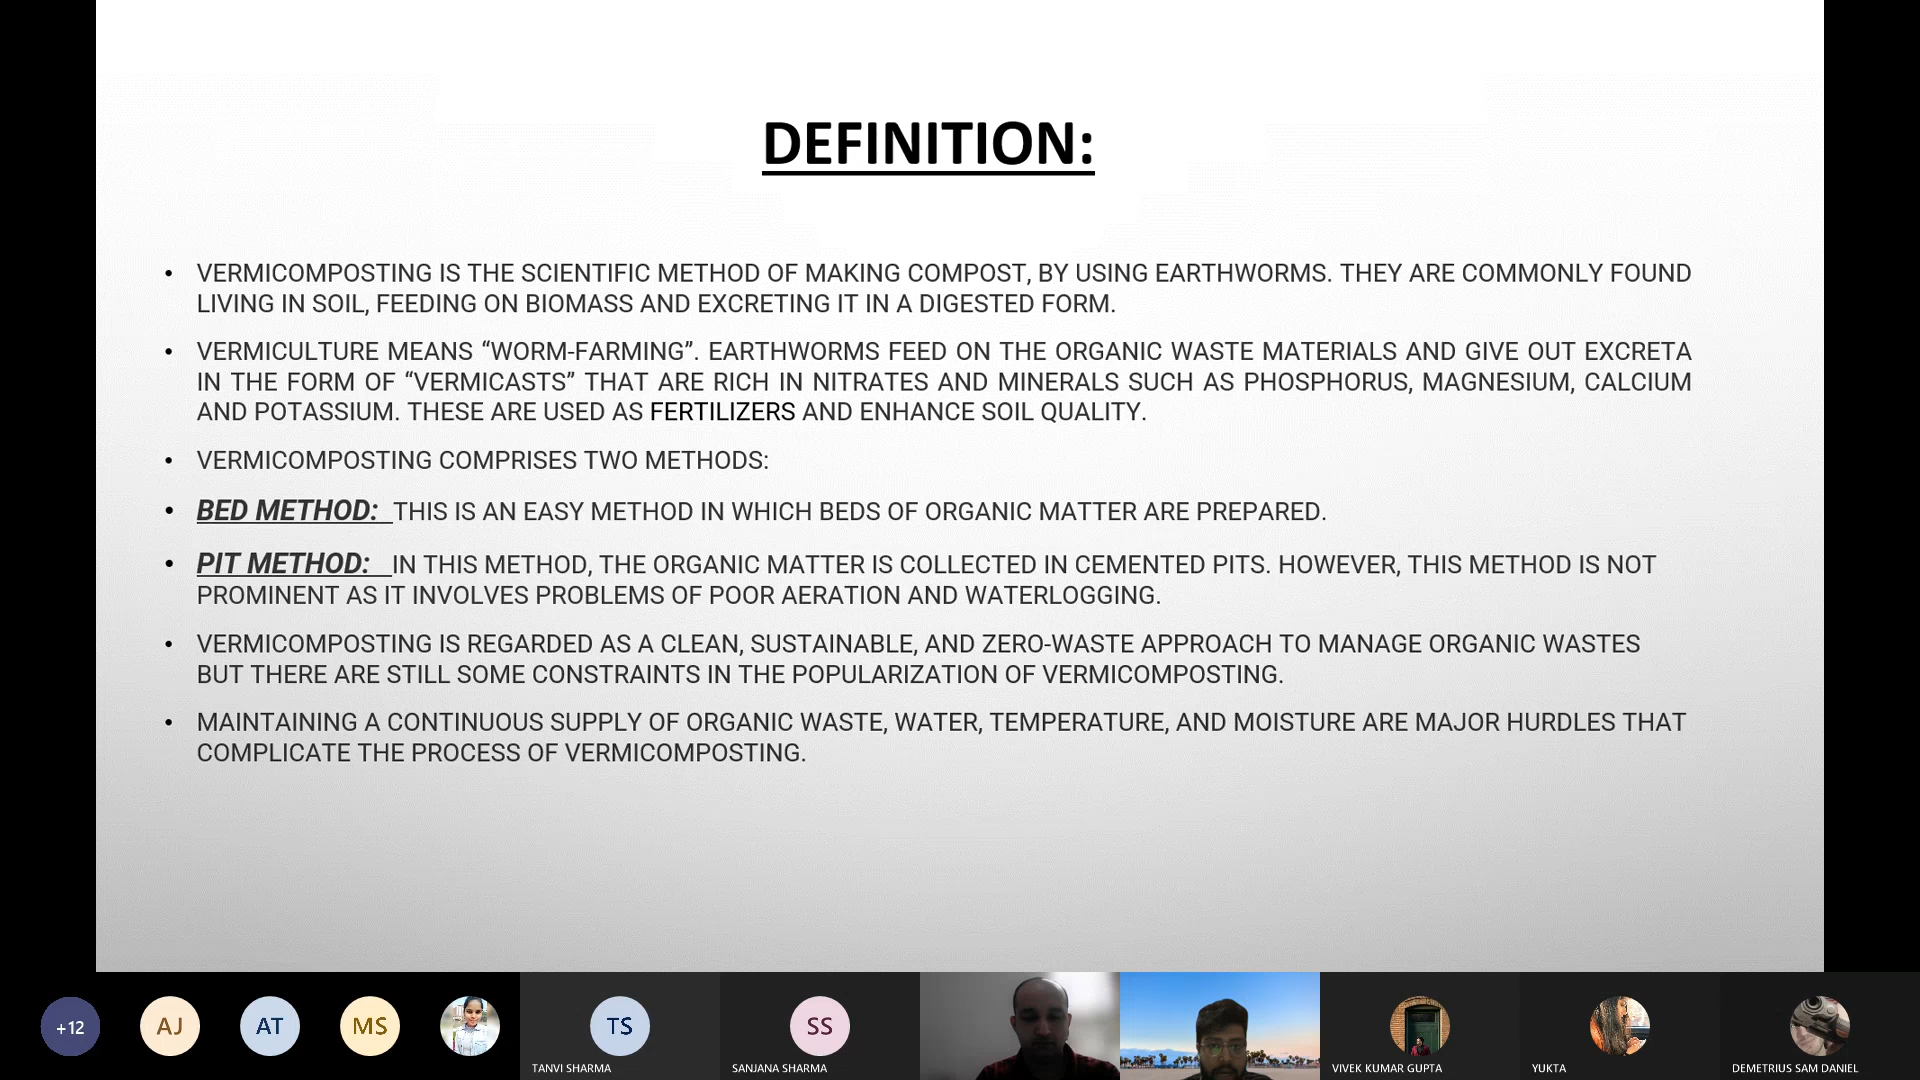 DEFINITION:
• VERMICOMPOSTING IS THE SCIENTIFIC METHOD OF MAKING COMPOST, BY USING EARTHWORMS. THEY ARE COMMONLY FOUND
LIVING IN SOIL, FEEDING ON BIOMASS AND EXCRETING IT IN A DIGESTED FORM.
• VERMICULTURE MEANS “WORM-FARMING”. EARTHWORMS FEED ON THE ORGANIC WASTE MATERIALS AND GIVE OUT EXCRETA
IN THE FORM OF “VERMICASTS” THAT ARE RICH IN NITRATES AND MINERALS SUCH AS PHOSPHORUS, MAGNESIUM, CALCIUM
AND POTASSIUM. THESE ARE USED AS FERTILIZERS AND ENHANCE SOIL QUALITY.
• VERMICOMPOSTING COMPRISES TWO METHODS:
• BED METHOD: THIS IS AN EASY METHOD IN WHICH BEDS OF ORGANIC MATTER ARE PREPARED.
• PIT METHOD: IN THIS METHOD, THE ORGANIC MATTER IS COLLECTED IN CEMENTED PITS. HOWEVER, THIS METHOD IS NOT
PROMINENT AS IT INVOLVES PROBLEMS OF POOR AERATION AND WATERLOGGING.
• VERMICOMPOSTING IS REGARDED AS A CLEAN, SUSTAINABLE, AND ZERO-WASTE APPROACH TO MANAGE ORGANIC WASTES
BUT THERE ARE STILL SOME CONSTRAINTS IN THE POPULARIZATION OF VERMICOMPOSTING.
• MAINTAINING A CONTINUOUS SUPPLY OF ORGANIC WASTE, WATER, TEMPERATURE, AND MOISTURE ARE MAJOR HURDLES THAT
COMPLICATE THE PROCESS OF VERMICOMPOSTING.
+12
AJ
AT
MS
TS
SS
TANVI SHARMA
SANJANA SHARMA
VIVEK KUMAR GUPTA
YUKTA
DEMETRIUS SAM DANIEL